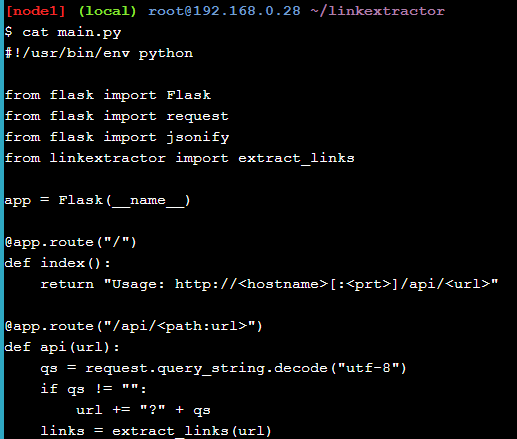 [node1] (local) root@192.168.0.28 ~/linkextractor
$ cat main.py
#!/usr/bin/env python

from flask import Flask
from flask import request
from flask import jsonify
from linkextractor import extract_links

app = Flask(__name__)

@app.route("/")
def index():
    return "Usage: http://<hostname>[:<prt>]/api/<url>"

@app.route("/api/<path:url>")
def api(url):
    qs = request.query_string.decode("utf-8")
    if qs != "":
        url += "?" + qs
    links = extract_links(url)